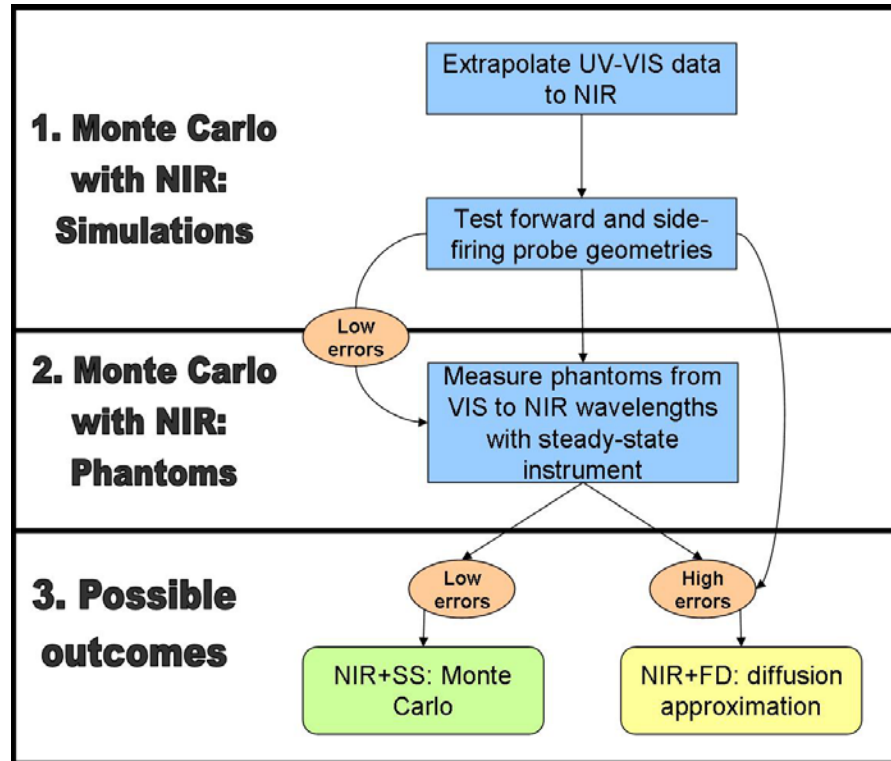 Extrapolate UV-VIS data
to NIR
1. Monte Carlo
with NIR:
Simulations
Test forward and side-
firing probe geometries
Low
errors
2. Monte Carlo
with NIR:
Phantoms
Measure phantoms from
VIS to NIR wavelengths
with steady-state
instrument
3. Possible
outcomes
Low
errors
High
errors
NIR+SS: Monte
Carlo
NIR+FD: diffusion
approximation